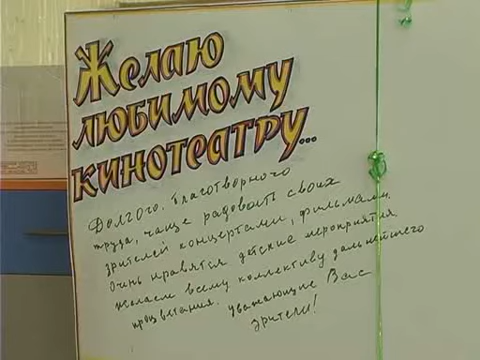 Желаю
любимому
кинотеатру...
Долгого, благотворного
труда, чаще радовать своих
зрителей концертами, фильмами.
Очень нравятся детские мероприятия
желаем всему коллективу дальнейшего
процветания. уважающие Вас
зрители!